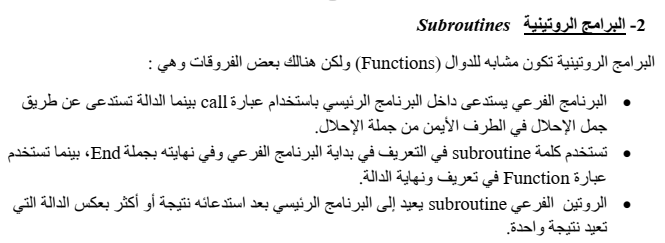 2- البرامج الروتينية Subroutines
البرامج الروتينية تكون مشابه للدوال (Functions) ولكن هنالك بعض الفروقات وهي :
• البرنامج الفرعي يستدعى داخل البرنامج الرئيسي باستخدام عبارة call بينما الدالة تستدعى عن طريق
جمل الإحلال في الطرف الأيمن من جملة الإحلال.
• تستخدم كلمة subroutine في التعريف في بداية البرنامج الفرعي وفي نهايته بجملة End، بينما تستخدم
عبارة Function في تعريف ونهاية الدالة.
• الروتين الفرعي subroutine يعيد إلى البرنامج الرئيسي بعد استدعائه نتيجة أو أكثر بعكس الدالة التي
تعيد نتيجة واحدة.